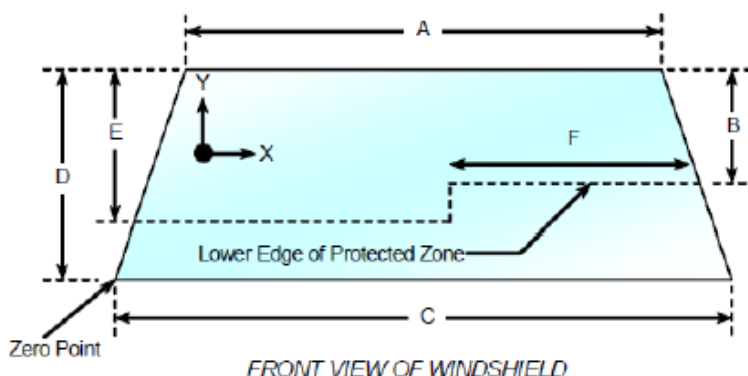 A
Y
E
B
X
F
D
Lower Edge of Protected Zone
C
Zero Point
FRONT VIEW OF WINDSHIELD